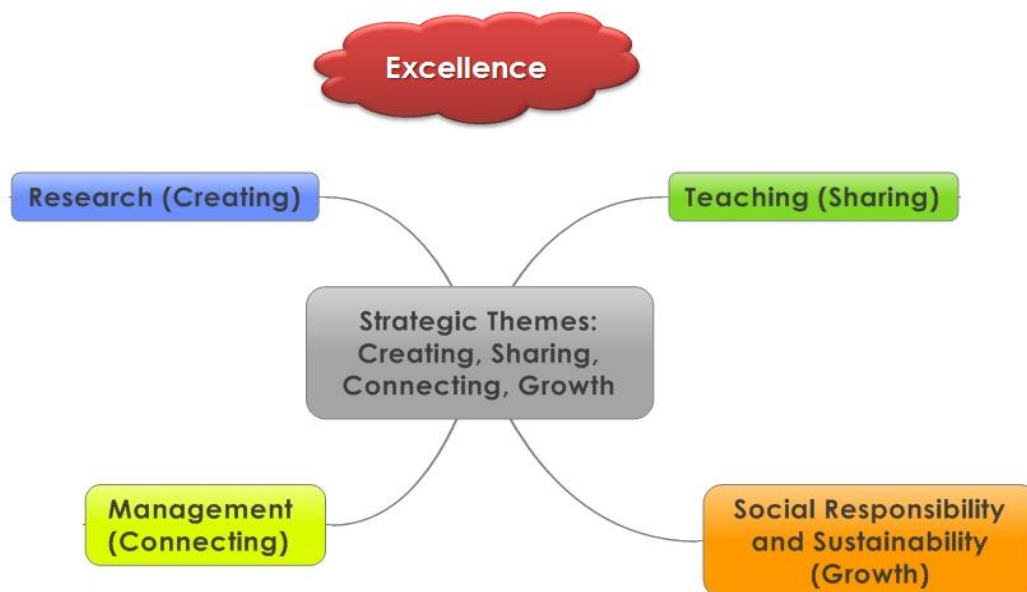 Excellence
Research (Creating)
Teaching (Sharing)
Strategic Themes:
Creating, Sharing,
Connecting, Growth
Management
(Connecting)
Social Responsibility
and Sustainability
(Growth)